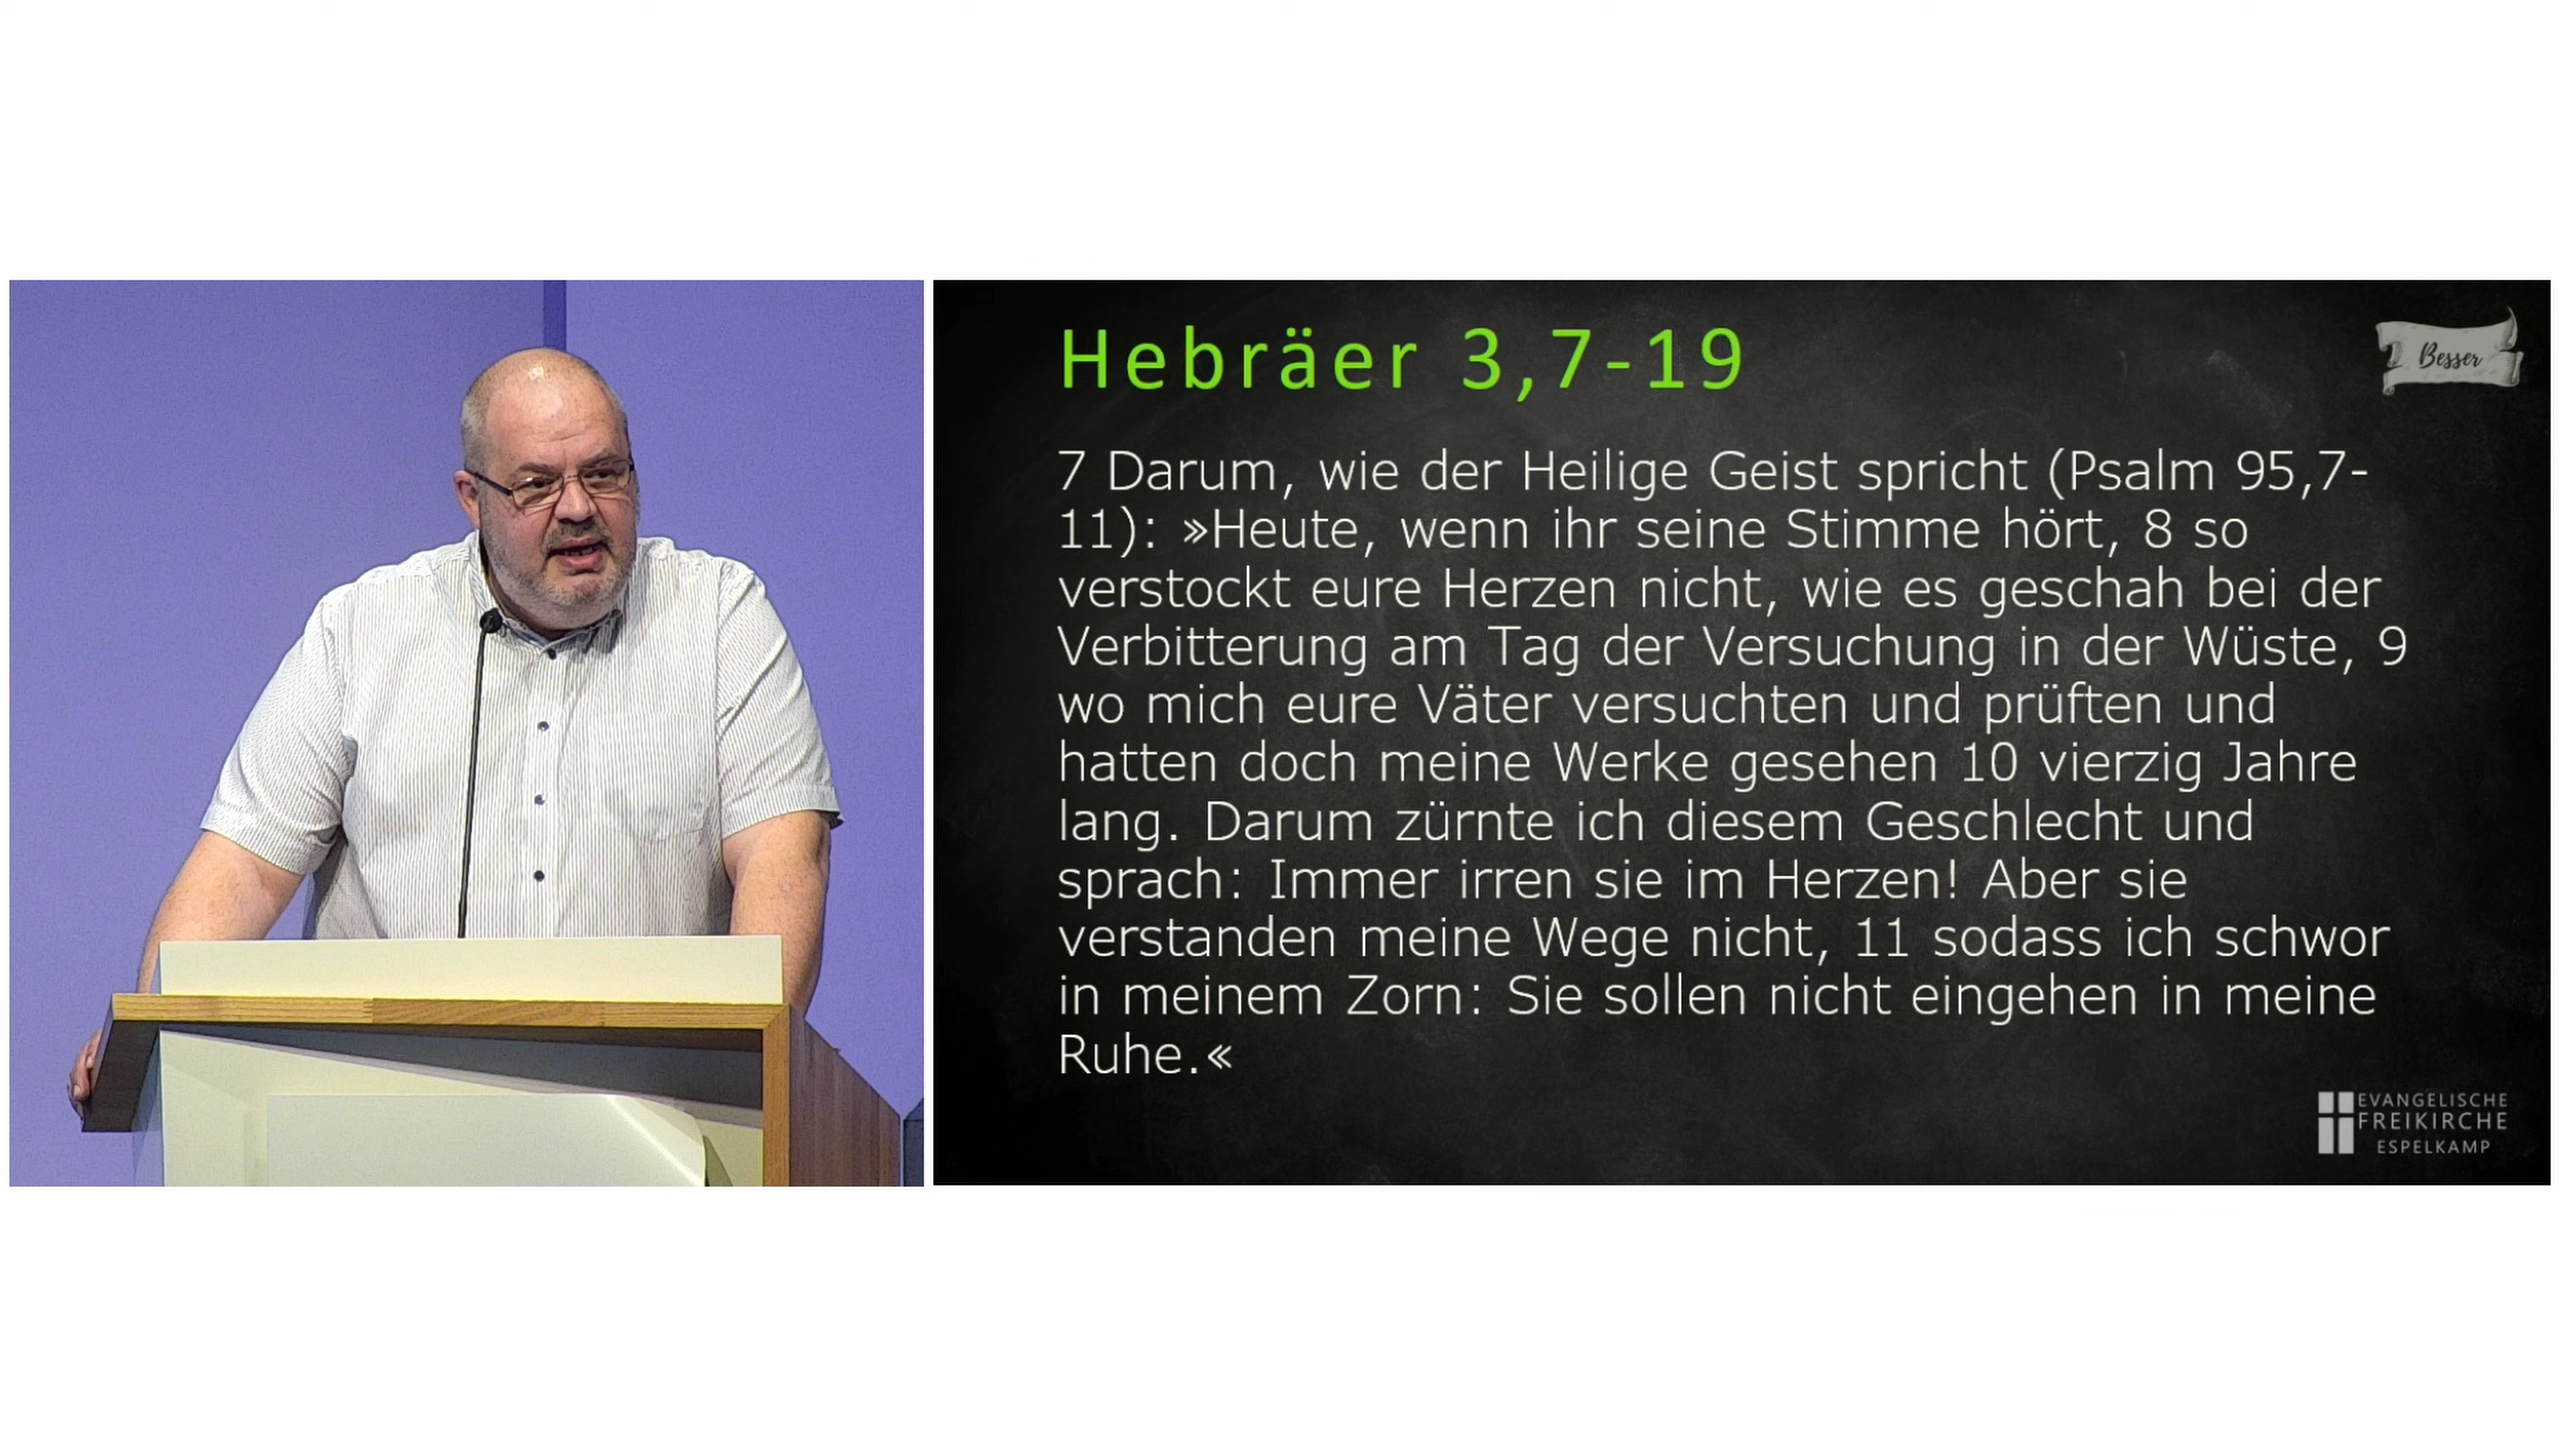 Hebräer 3,7-19
Besser
7 Darum, wie der Heilige Geist spricht (Psalm 95,7-
11): »Heute, wenn ihr seine Stimme hört, 8 so
verstockt eure Herzen nicht, wie es geschah bei der
Verbitterung am Tag der Versuchung in der Wüste, 9
wo mich eure Väter versuchten und prüften und
hatten doch meine Werke gesehen 10 vierzig Jahre
lang. Darum zürnte ich diesem Geschlecht und
sprach: Immer irren sie im Herzen! Aber sie
verstanden meine Wege nicht, 11 sodass ich schwor
in meinem Zorn: Sie sollen nicht eingehen in meine
Ruhe.«
EVANGELISCHE
FREIKIRCHE
ESPELKAMP